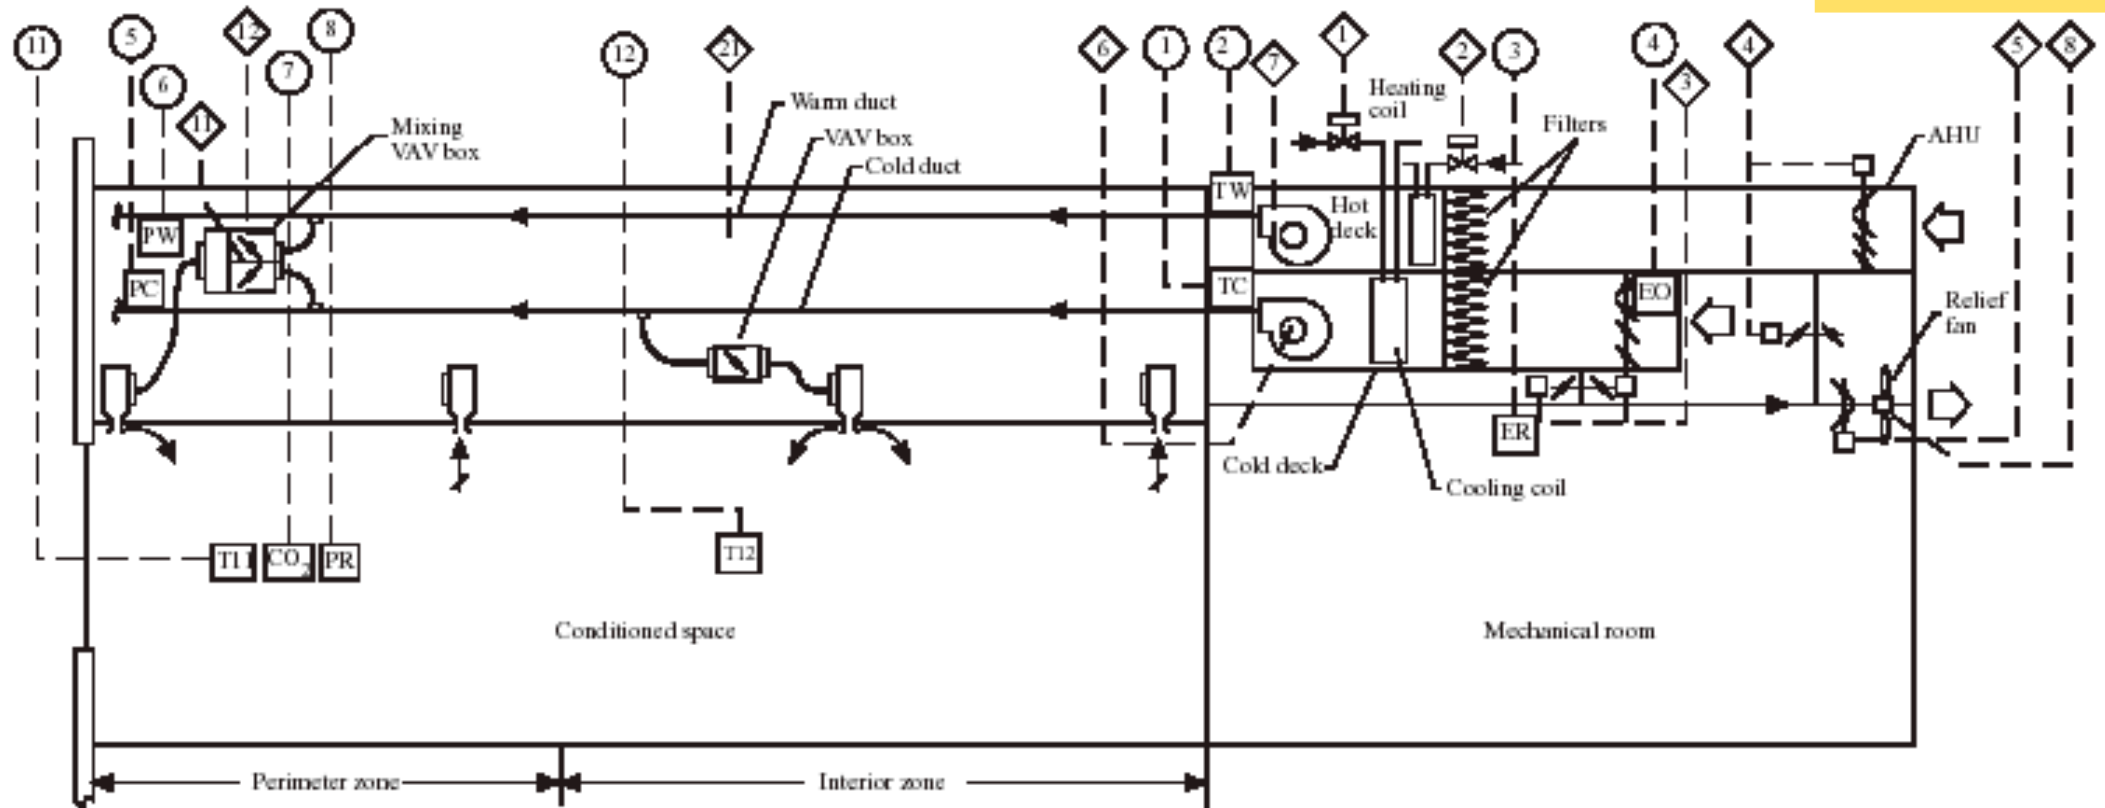 11
5
12
8
6
7
11
12
21
6
1
2
7
1
2
3
4
3
4
5
8
Heating
coil
Filters
AHU
Mixing
VAV box
Warm duct
VAV box
Cold duct
TW
Hot
deck
PW
PC
TC
EO
Relief
fan
ER
Cold deck
Cooling coil
T11
CO2
PR
T12
Conditioned space
Mechanical room
Perimeter zone
Interior zone